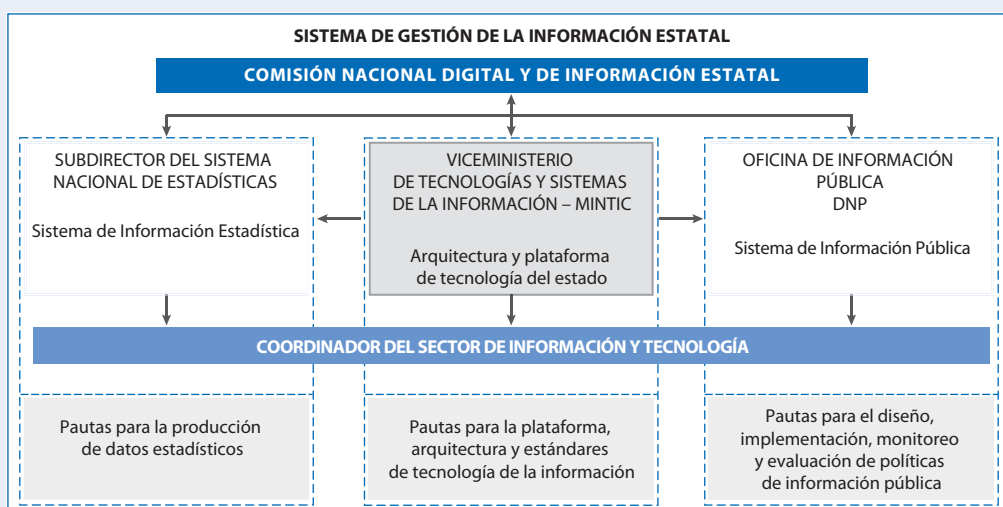 SISTEMA DE GESTIÓN DE LA INFORMACIÓN ESTATAL
COMISIÓN NACIONAL DIGITAL Y DE INFORMACIÓN ESTATAL
SUBDIRECTOR DEL SISTEMA
NACIONAL DE ESTADÍSTICAS
Sistema de Información Estadística
VICEMINISTERIO
DE TECNOLOGÍAS Y SISTEMAS
DE LA INFORMACIÓN – MINTIC
Arquitectura y plataforma
de tecnología del estado
OFICINA DE INFORMACIÓN
PÚBLICA
DNP
Sistema de Información Pública
COORDINADOR DEL SECTOR DE INFORMACIÓN Y TECNOLOGÍA
Pautas para la producción
de datos estadísticos
Pautas para la plataforma,
arquitectura y estándares
de tecnología de la información
Pautas para el diseño,
implementación, monitoreo
y evaluación de políticas
de información pública